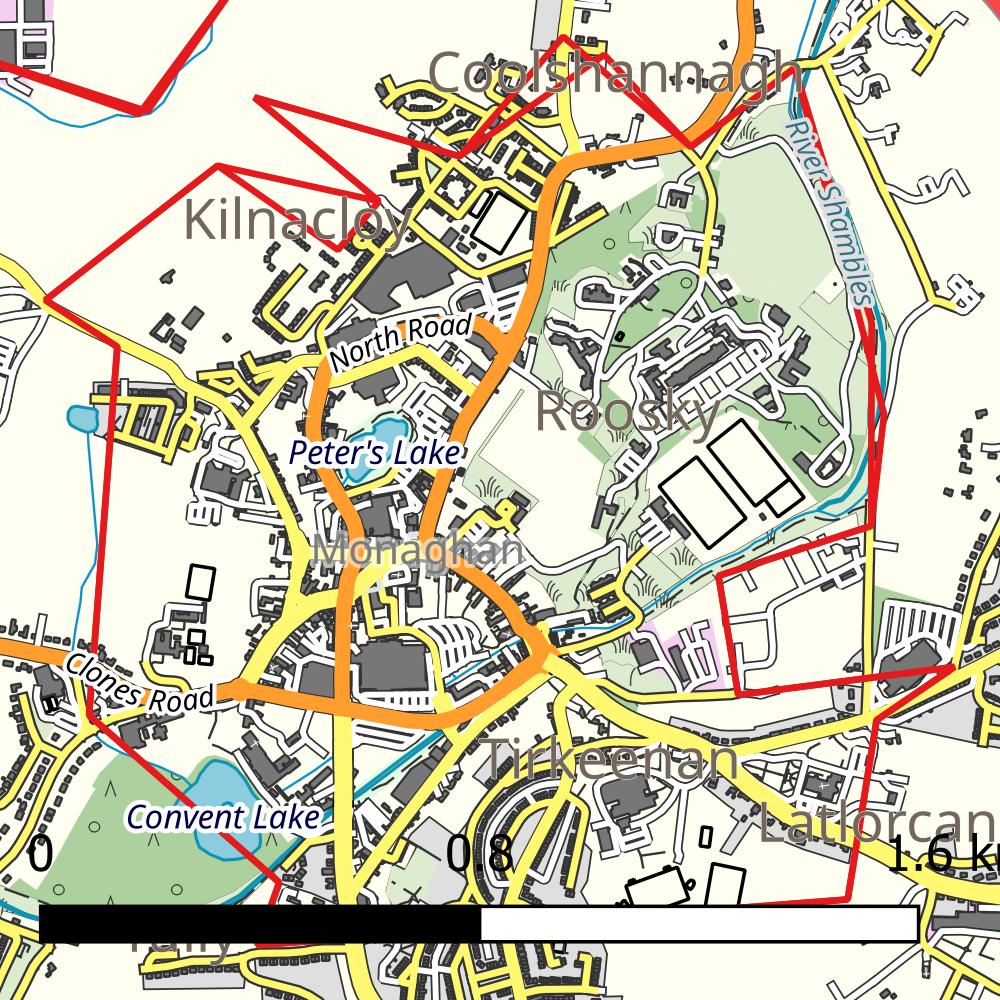 Coolshannagh
River Shambles
Kilnacloy
North Road
Roosky
Peter's Lake
Monaghan
Clones Road
Tirkeenan
Convent Lake
Latlorcan
0
0.8
1.6 k
Tully